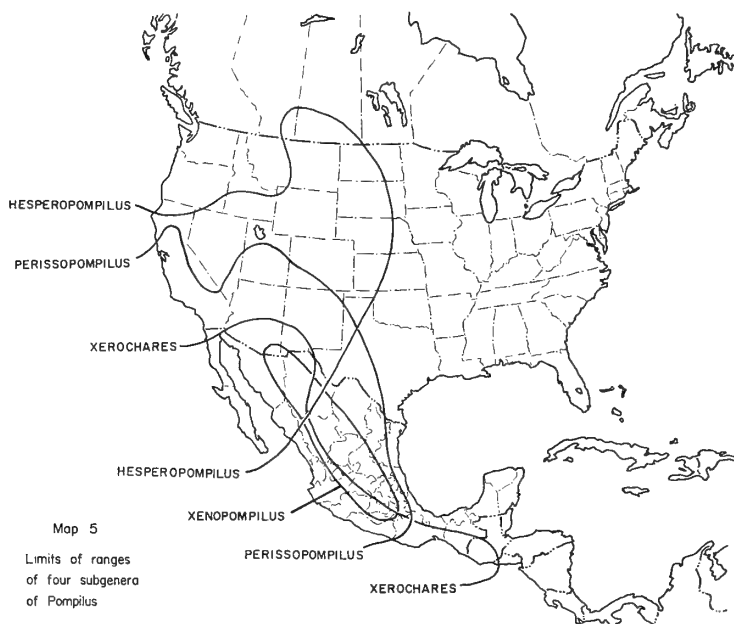 HESPEROPOMPILUS
PERISSOPOMPILUS
XEROCHARES
HESPEROPOMPILUS
XENOPOMPILUS
PERISSOPOMPILUS
XEROCHARES
Map 5
Limits of ranges
of four subgenera
of Pompilus